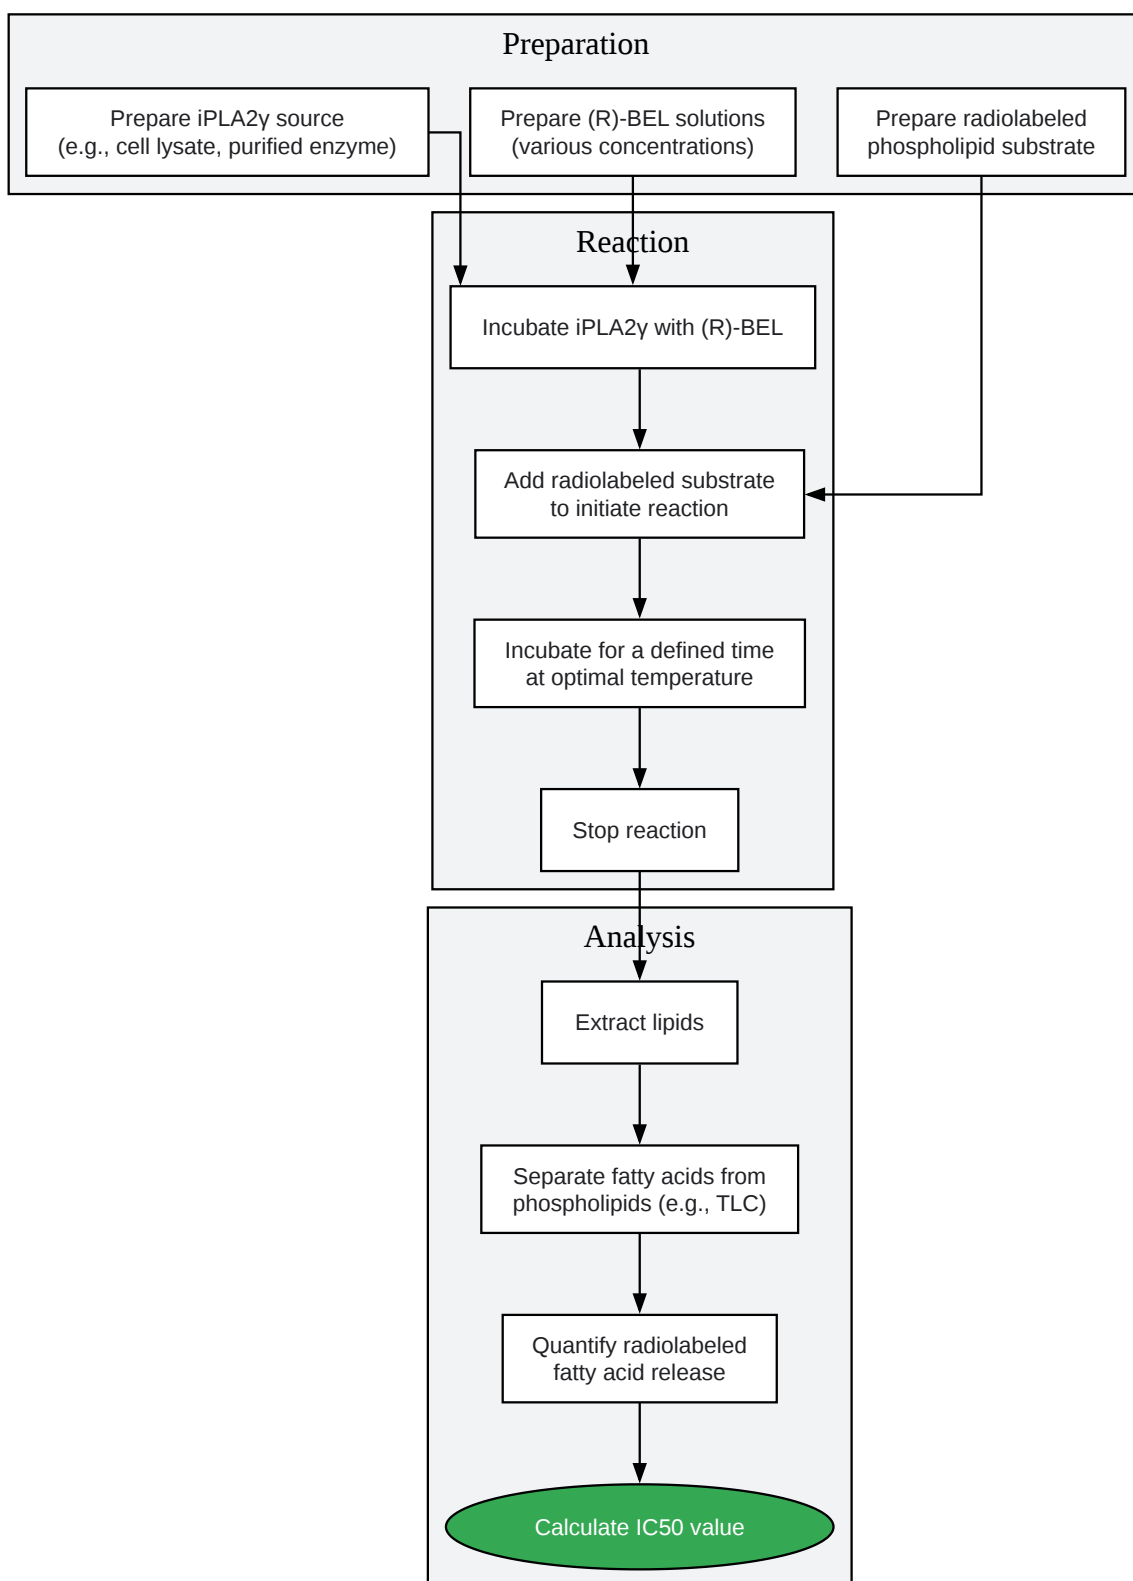 Preparation
Prepare iPLA2γ source
(e.g., cell lysate, purified enzyme)
Prepare (R)-BEL solutions
(various concentrations)
Prepare radiolabeled
phospholipid substrate
Reaction
Incubate iPLA2γ with (R)-BEL
Add radiolabeled substrate
to initiate reaction
Incubate for a defined time
at optimal temperature
Stop reaction
Analysis
Extract lipids
Separate fatty acids from
phospholipids (e.g., TLC)
Quantify radiolabeled
fatty acid release
Calculate IC50 value